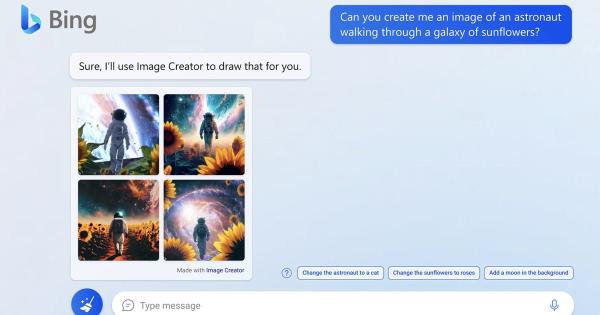 Bing
Can you create me an image of an astronaut
walking through a galaxy of sunflowers?
Sure, I'll use Image Creator to draw that for you.
Made with Image Creator
Change the astronaut to a cat
Change the sunflowers to roses
Add a moon in the background
Type message